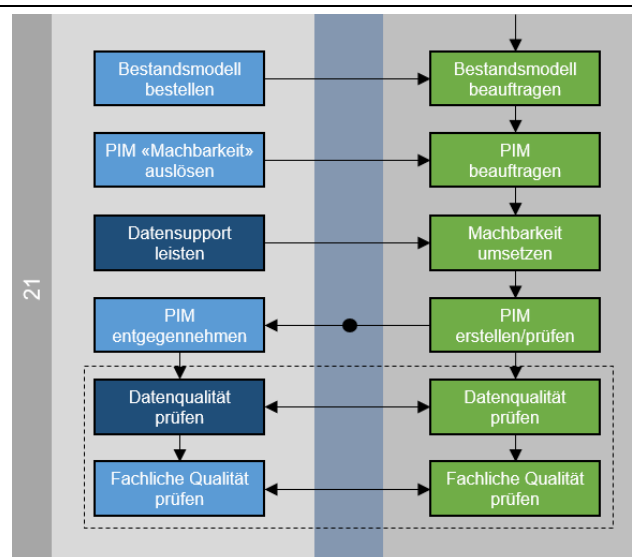 21
Bestandsmodell
bestellen
Bestandsmodell
beauftragen
PIM «Machbarkeit»
auslösen
PIM
beauftragen
Datensupport
leisten
Machbarkeit
umsetzen
PIM
entgegennehmen
PIM
erstellen/prüfen
Datenqualität
prüfen
Datenqualität
prüfen
Fachliche Qualität
prüfen
Fachliche Qualität
prüfen